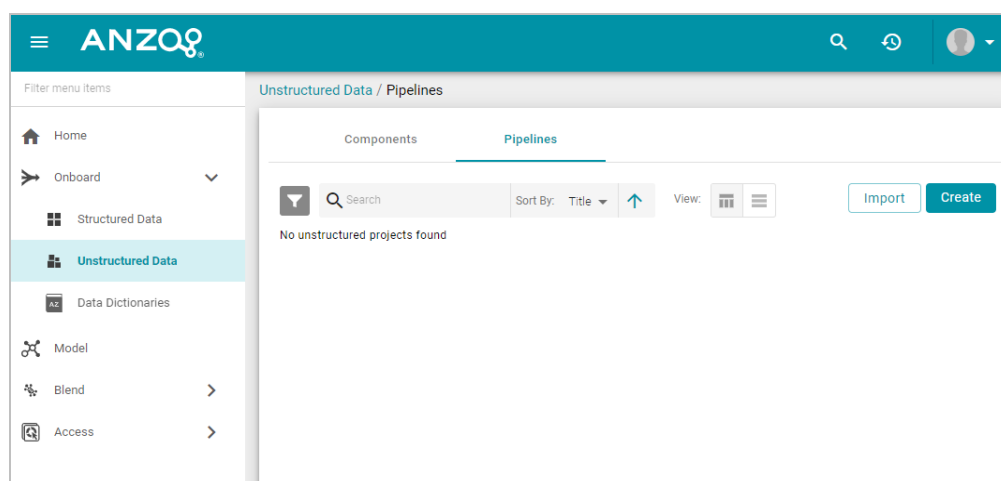 ANZO®
Filter menu items
Unstructured Data / Pipelines
Home
Components
Pipelines
Onboard
Search
Sort By: Title
View:
Import
Create
Structured Data
No unstructured projects found
Unstructured Data
AZ
Data Dictionaries
Model
Blend
Access